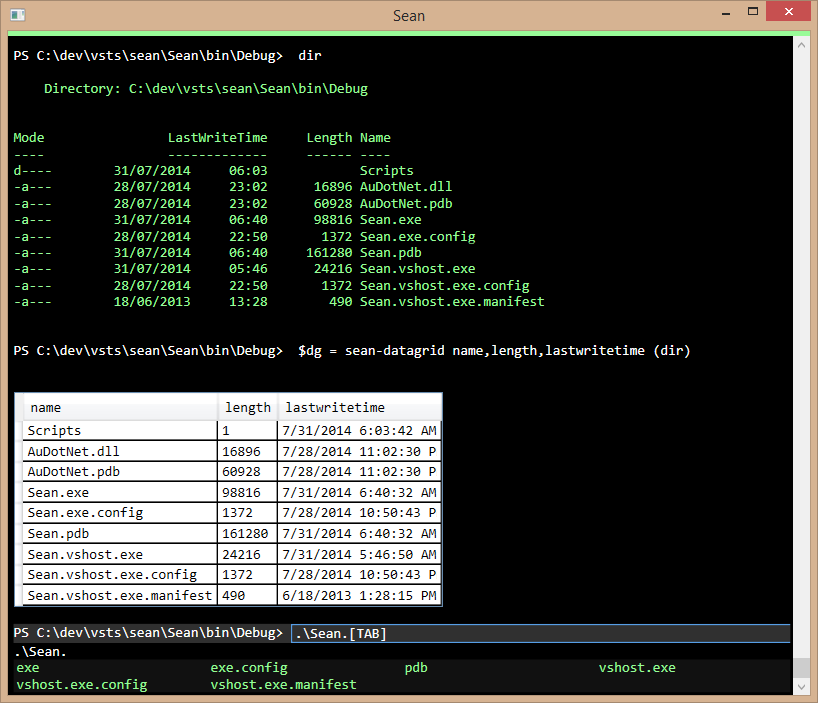 Sean
PS C:\dev\vsts\sean\Sean\bin\Debug> dir
Directory: C:\dev\vsts\sean\Sean\bin\Debug
Mode LastWriteTime Length Name
---- ------------- ------ ----
d---- 31/07/2014 06:03 Scripts
-a--- 28/07/2014 23:02 16896 AuDotNet.dll
-a--- 28/07/2014 23:02 60928 AuDotNet.pdb
-a--- 31/07/2014 06:40 98816 Sean.exe
-a--- 28/07/2014 22:50 1372 Sean.exe.config
-a--- 31/07/2014 06:40 161280 Sean.pdb
-a--- 31/07/2014 05:46 24216 Sean.vshost.exe
-a--- 28/07/2014 22:50 1372 Sean.vshost.exe.config
-a--- 18/06/2013 13:28 490 Sean.vshost.exe.manifest
PS C:\dev\vsts\sean\Sean\bin\Debug> $dg = sean-datagrid name,length,lastwritetime (dir)
name length lastwritetime
Scripts 1 7/31/2014 6:03:42 AM
AuDotNet.dll 16896 7/28/2014 11:02:30 P
AuDotNet.pdb 60928 7/28/2014 11:02:30 P
Sean.exe 98816 7/31/2014 6:40:32 AM
Sean.exe.config 1372 7/28/2014 10:50:43 P
Sean.pdb 161280 7/31/2014 6:40:32 AM
Sean.vshost.exe 24216 7/31/2014 5:46:50 AM
Sean.vshost.exe.config 1372 7/28/2014 10:50:43 P
Sean.vshost.exe.manifest 490 6/18/2013 1:28:15 PM
PS C:\dev\vsts\sean\Sean\bin\Debug> .\Sean.[TAB]
.\Sean.
exe exe.config pdb vshost.exe
vshost.exe.config vshost.exe.manifest